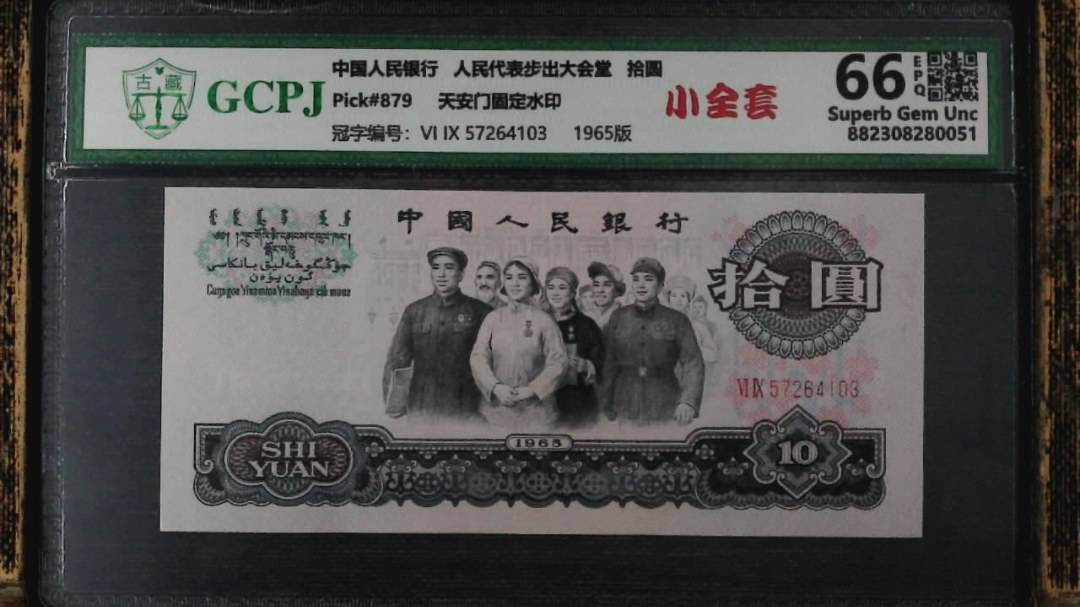 古藏
GCPJ
中国人民银行 人民代表步出大会堂 拾圆
Pick#879 天安门固定水印
冠字编号: VI IX 57264103 1965版
小全套
66 EPQ
Superb Gem Unc
882308280051
中國人民銀行
拾圓
VI IX 57264103
1965
SHI
YUAN
10